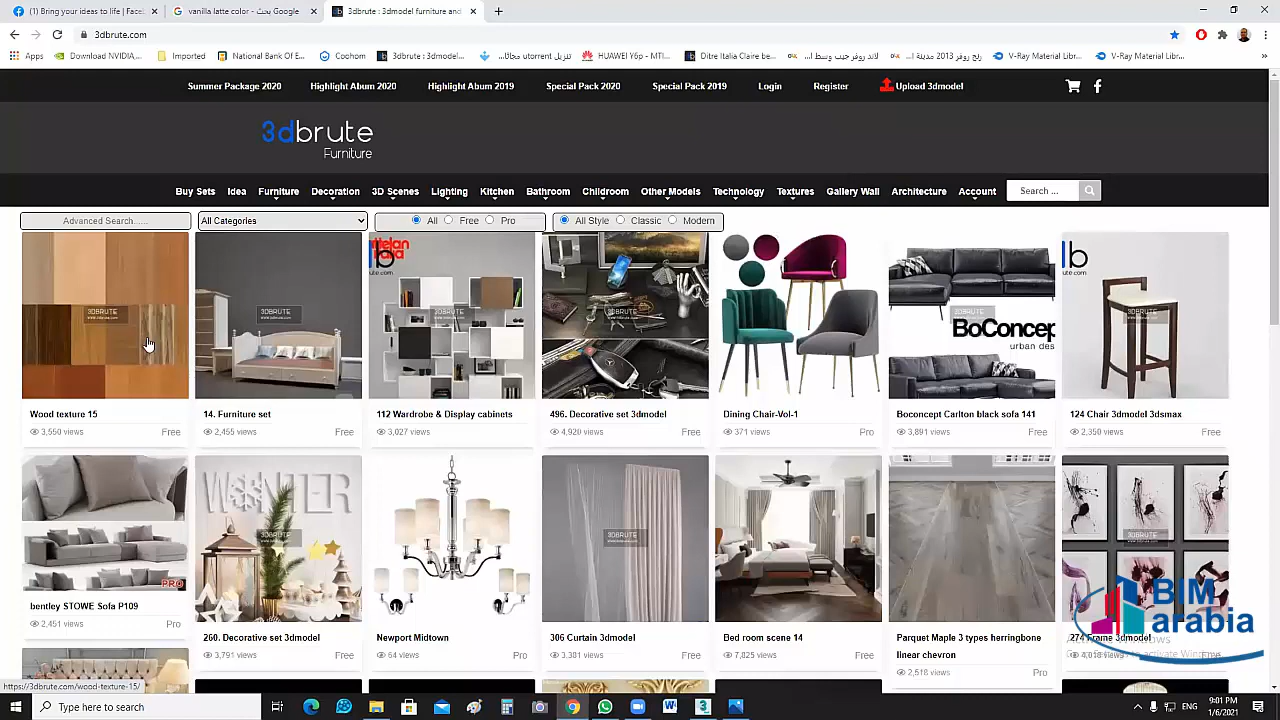 (1) Bring your ideas to life | Faceb
vanilla latte color - بحث Google
3dbrute : 3dmodel furniture and
3dbrute.com
Apps
Download NVIDIA,...
Imported
National Bank Of E...
Cochom
3dbrute : 3dmodel...
HUAWEI Y6p - MTI...
Ditre Italia Claire be...
V-Ray Material Libr...
V-Ray Material Libr...
Summer Package 2020
Highlight Abum 2020
Highlight Abum 2019
Special Pack 2020
Special Pack 2019
Login
Register
Upload 3dmodel
3dbrute
Furniture
Buy Sets
Idea
Furniture
Decoration
3D Scenes
Lighting
Kitchen
Bathroom
Childroom
Other Models
Technology
Textures
Gallery Wall
Architecture
Account
Search ...
Advanced Search......
All Categories
All
Free
Pro
All Style
Classic
Modern
Wood texture 15
3,550 views
Free
14. Furniture set
2,455 views
Free
112 Wardrobe & Display cabinets
3,027 views
Free
496. Decorative set 3dmodel
4,920 views
Free
Dining Chair-Vol-1
371 views
Pro
BoConcep
urban des
Boconcept Carlton black sofa 141
3,891 views
Free
124 Chair 3dmodel 3dsmax
2,350 views
Free
PRO
bentley STOWE Sofa P109
2,451 views
Pro
WINTER
260. Decorative set 3dmodel
3,791 views
Free
Newport Midtown
64 views
Pro
306 Curtain 3dmodel
3,381 views
Free
Bed room scene 14
7,825 views
Free
Parquet Maple 3 types herringbone
linear chevron
2,518 views
Pro
274 Frame 3dmodel
4,018 views
Free
BIM
arabia
https://3dbrute.com/wood-texture-15/
Type here to search
9:01 PM
1/6/2021